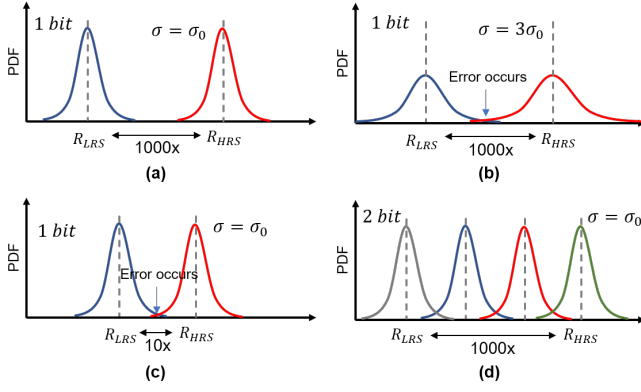 1 bit
σ = σ₀
PDF
R_LRS
R_HRS
1000x
(a)
1 bit
σ = 3σ₀
Error occurs
PDF
R_LRS
R_HRS
1000x
(b)
1 bit
σ = σ₀
Error occurs
PDF
R_LRS
R_HRS
10x
(c)
2 bit
σ = σ₀
PDF
R_LRS
R_HRS
1000x
(d)